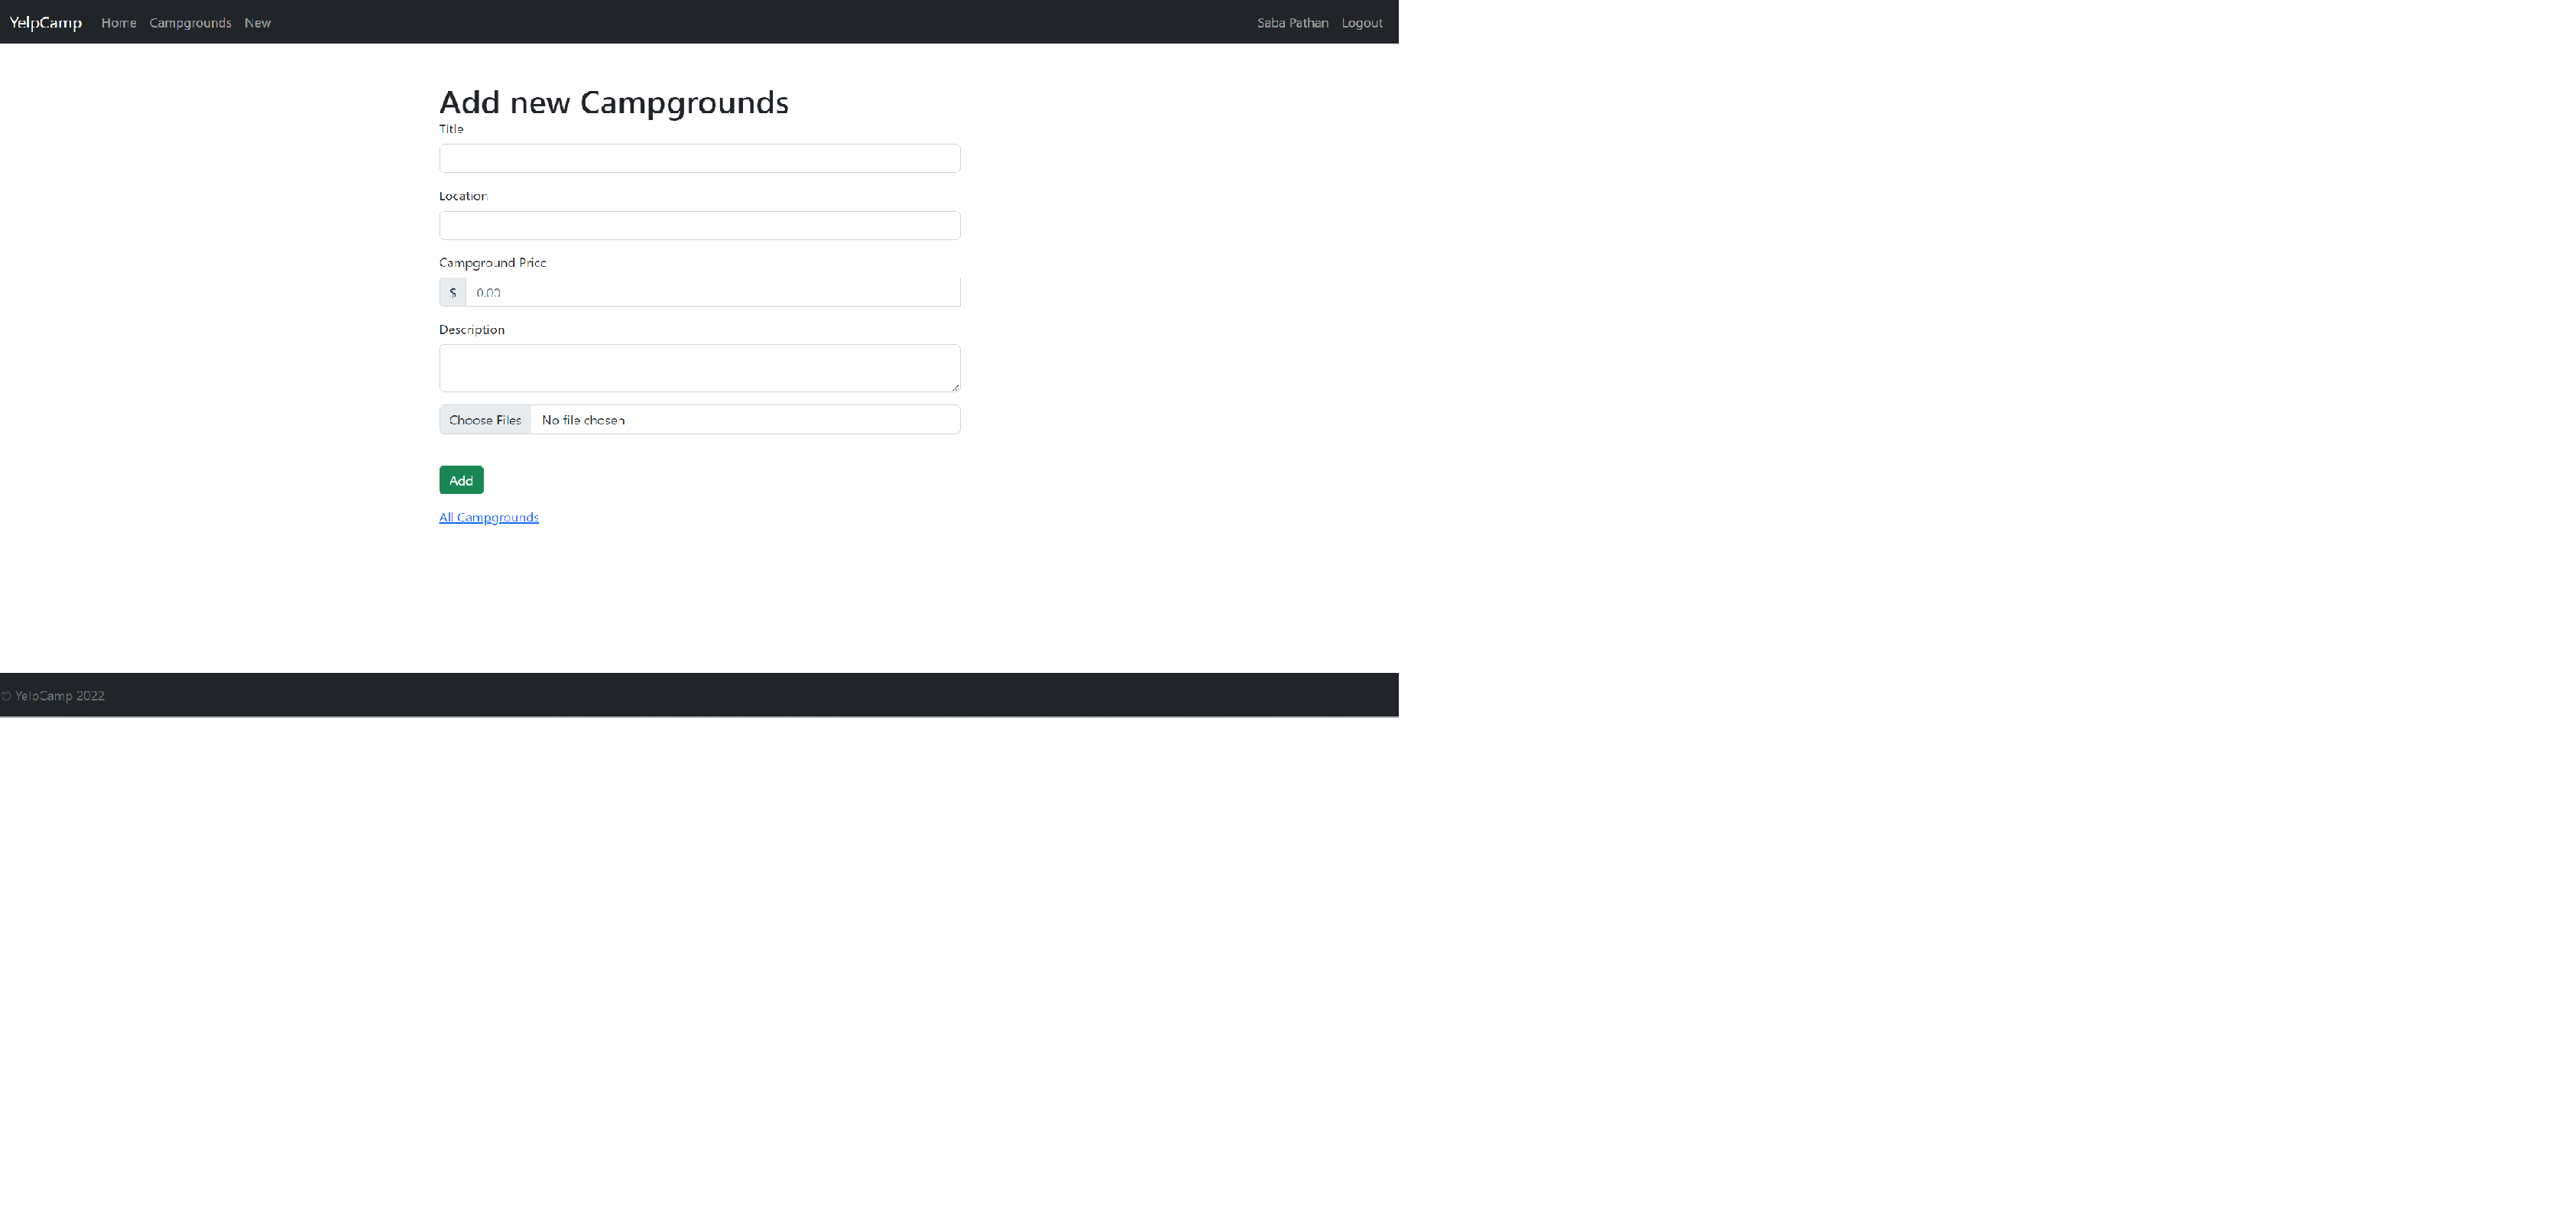 YelpCamp Home Campgrounds New Saba Pathan Logout
Add new Campgrounds
Title
Location
Campground Price
$ 0.00
Description
Choose Files No file chosen
Add
All Campgrounds
© YelpCamp 2022